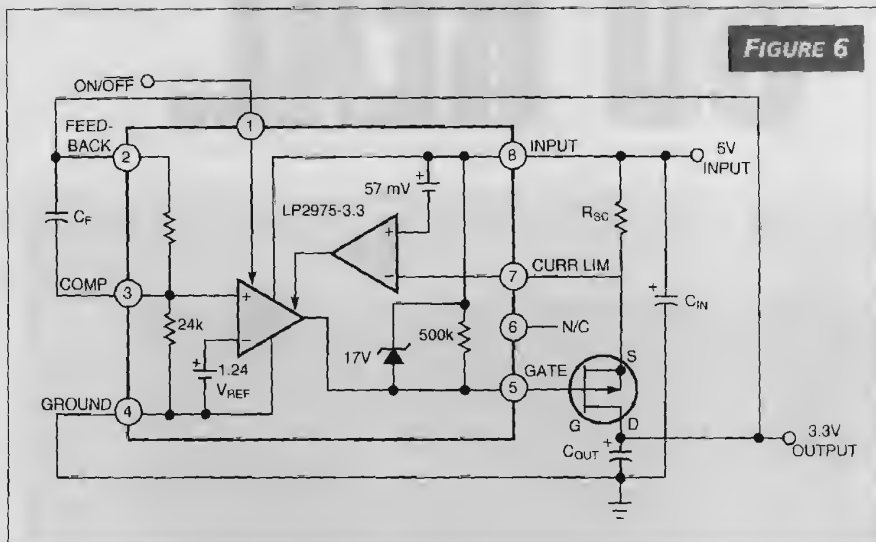 FIGURE 6
ON/OFF
FEED-
BACK
1
2
8
INPUT
5V
INPUT
57 mV
LP2975-3.3
RSC
CF
COMP
3
7
CURR LIM
CIN
24k
6
N/C
17V
500k
1.24
VREF
5
GATE
S
G
D
GROUND
4
COUT
3.3V
OUTPUT